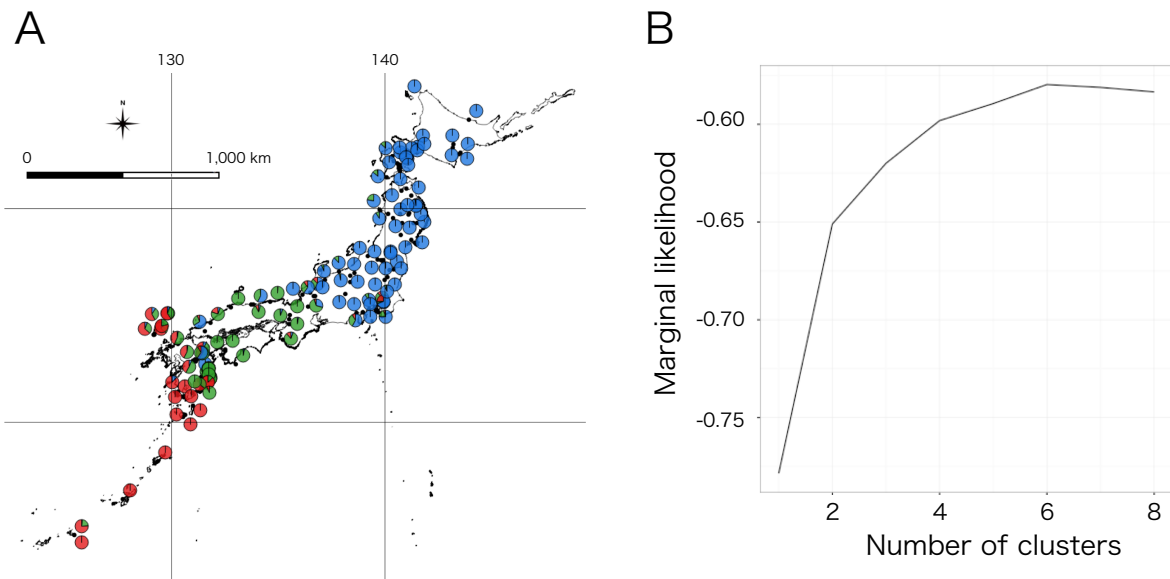 A
B
130
140
N
0
1,000 km
Marginal likelihood
-0.60
-0.65
-0.70
-0.75
2
4
6
8
Number of clusters